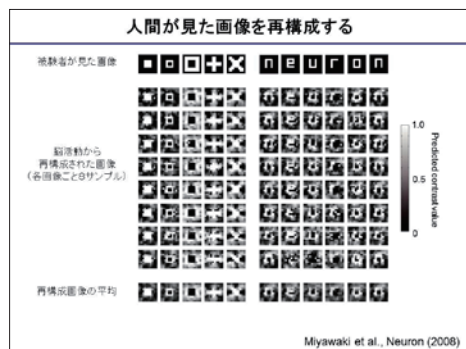 人間が見た画像を再構成する
被験者が見た画像
neuron
脳活動から
再構成された画像
(各画像ごと8サンプル)
1.0
0.5
0
Predicted contrast value
再構成画像の平均
Miyawaki et al., Neuron (2008)